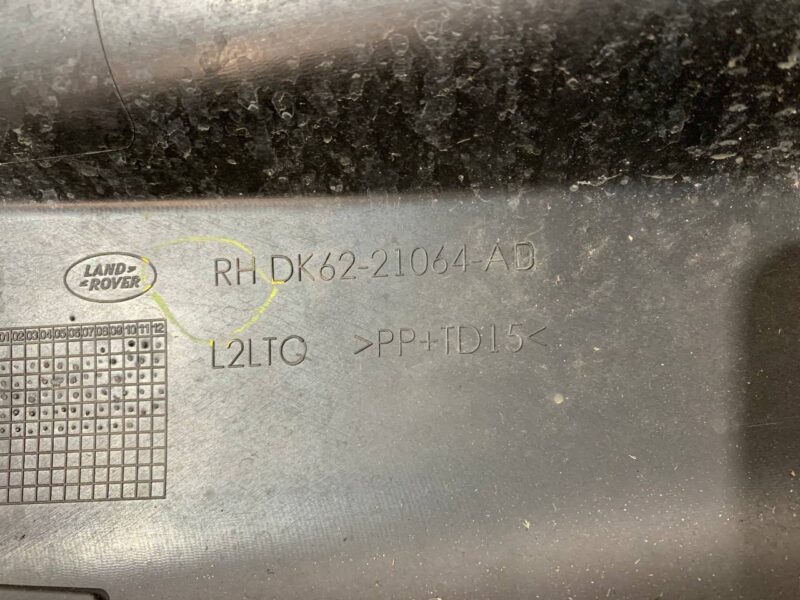 LAND
ROVER
RH DK62-21064-AD
L2LTO >PP+TD15<
01 02 03 04 05 06 07 08 09 10 11 12